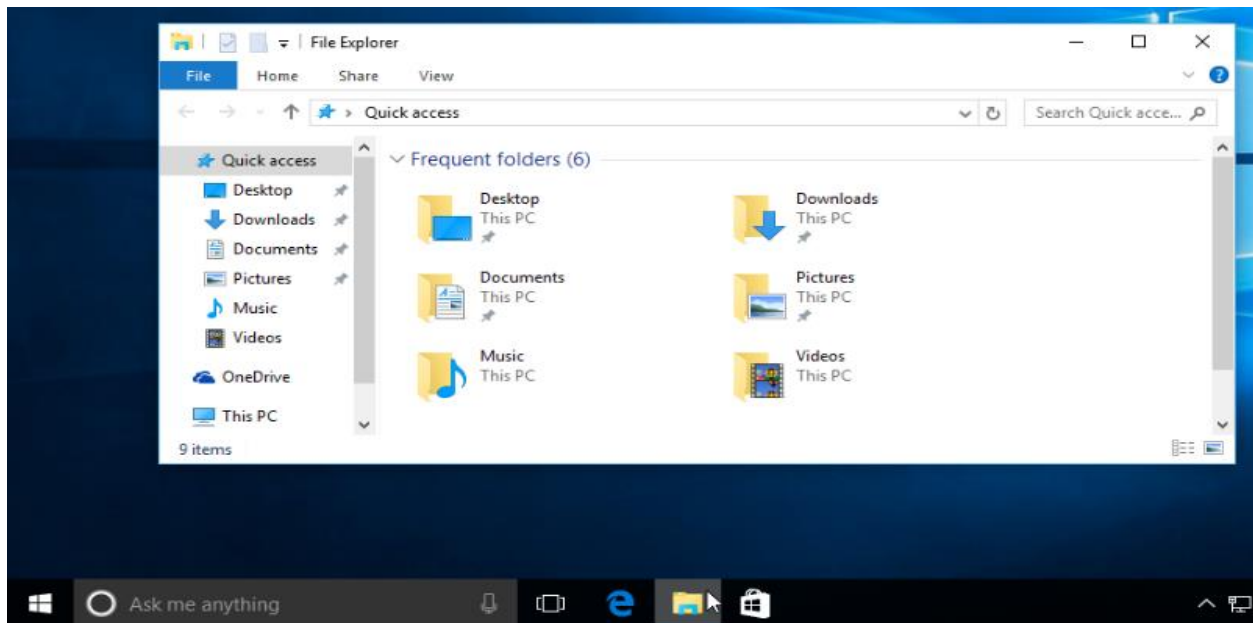 File Explorer
File Home Share View
Quick access
Search Quick acce...
Quick access
Desktop
Downloads
Documents
Pictures
Music
Videos
OneDrive
This PC
Frequent folders (6)
Desktop
This PC
Downloads
This PC
Documents
This PC
Pictures
This PC
Music
This PC
Videos
This PC
9 items
Ask me anything